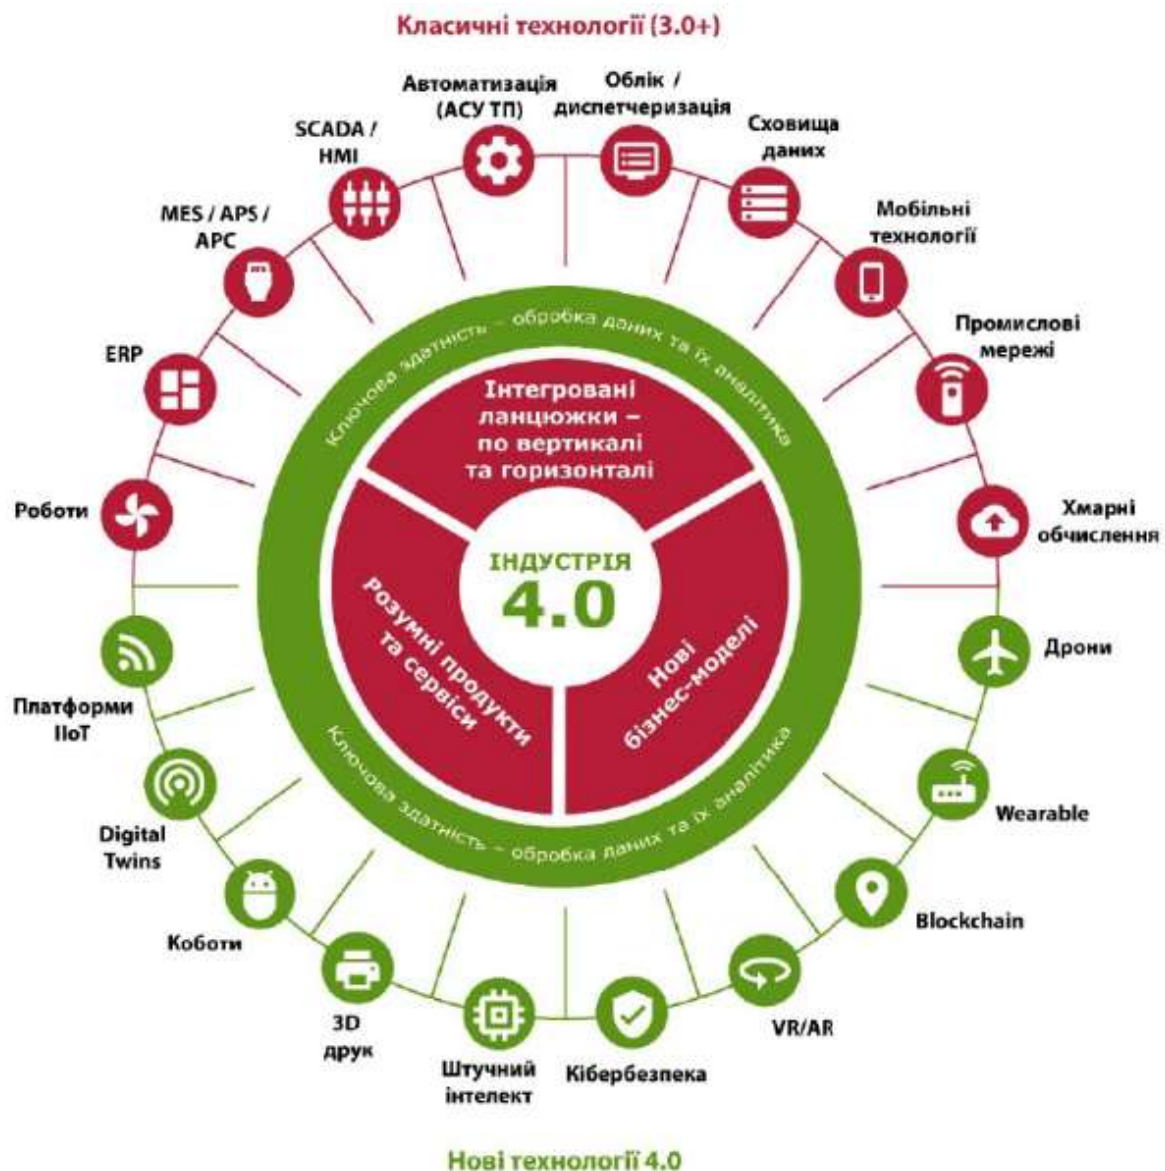 Класичні технології (3.0+)
Автоматизація
(АСУ ТП)
Облік /
диспетчеризація
SCADA /
HMI
Сховища
даних
MES / APS /
APC
Мобільні
технології
ERP
Промислові
мережі
Роботи
Хмарні
обчислення
Ключова здатність – обробка даних та їх аналітика
Інтегровані
ланцюжки –
по вертикалі
та горизонталі
ІНДУСТРІЯ
4.0
Розумні продукти
та сервіси
Нові
бізнес-моделі
Ключова здатність – обробка даних та їх аналітика
Платформи
IIoT
Дрони
Digital
Twins
Wearable
Коботи
Blockchain
3D
друк
VR/AR
Штучний
інтелект
Кібербезпека
Нові технології 4.0